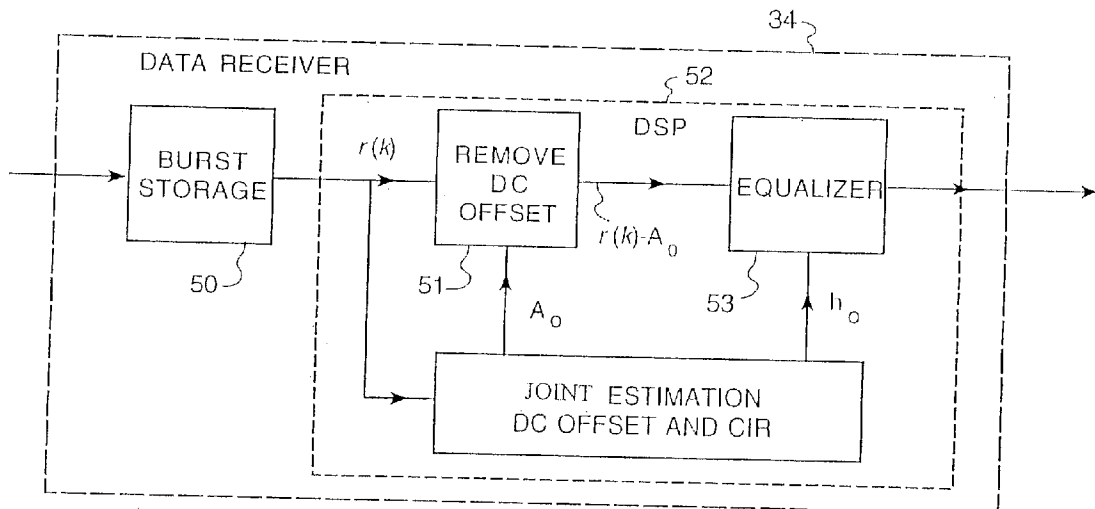 34
DATA RECEIVER
52
DSP
BURST
STORAGE
50
r(k)
REMOVE
DC
OFFSET
51
r(k)-A₀
EQUALIZER
53
A₀
h₀
JOINT ESTIMATION
DC OFFSET AND CIR